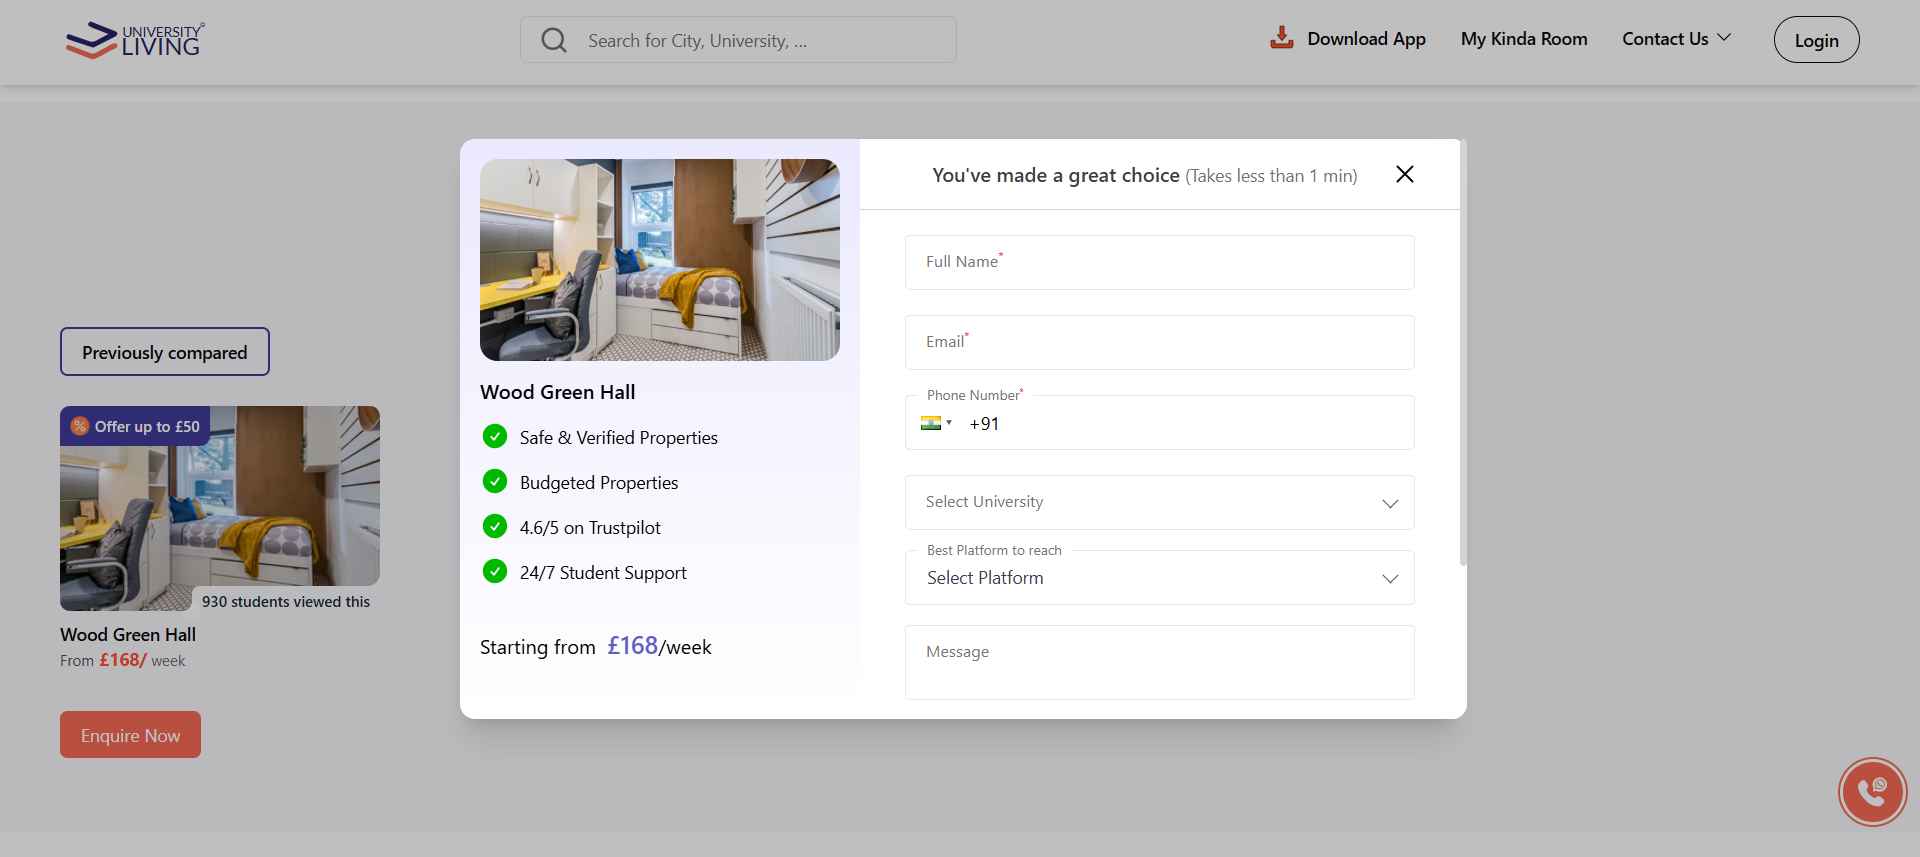 UNIVERSITY
LIVING
Search for City, University, ...
Download App
My Kinda Room
Contact Us
Login
You've made a great choice (Takes less than 1 min)
Full Name*
Email*
Phone Number*
+91
Select University
Best Platform to reach
Select Platform
Message
Wood Green Hall
Safe & Verified Properties
Budgeted Properties
4.6/5 on Trustpilot
24/7 Student Support
Starting from £168/week
Previously compared
% Offer up to £50
930 students viewed this
Wood Green Hall
From £168/ week
Enquire Now